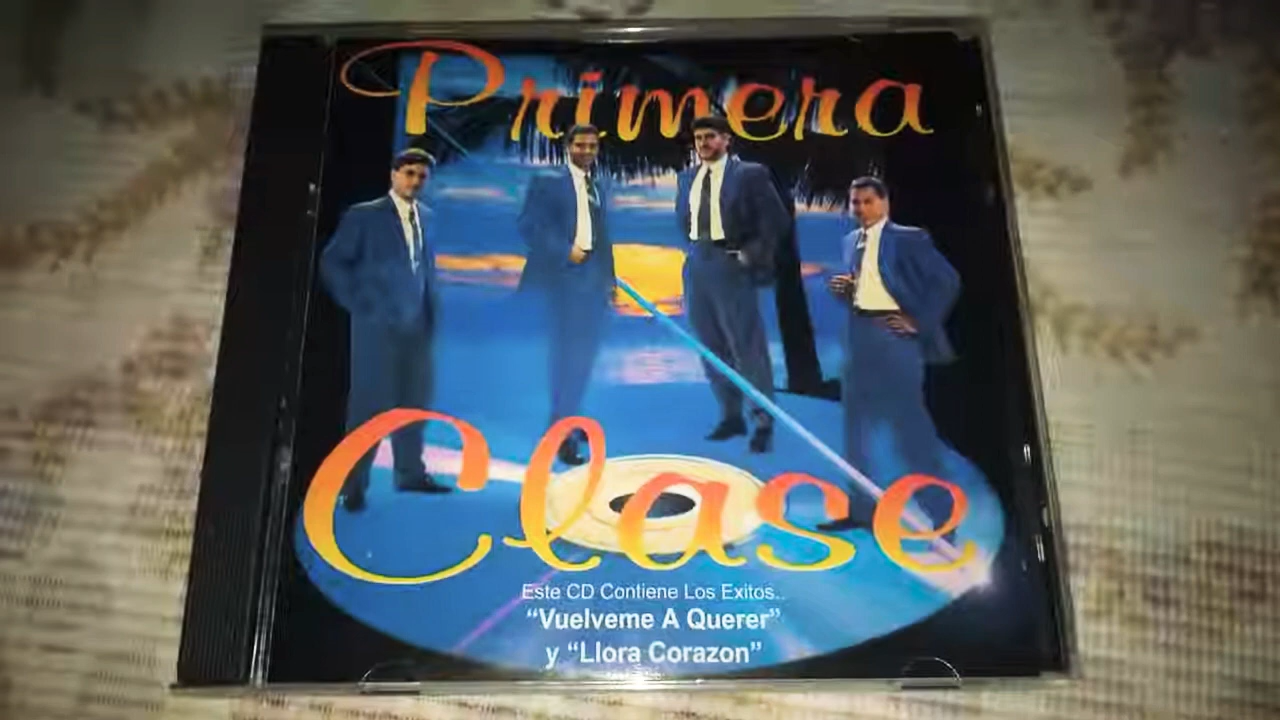 Primera
Clase
Este CD Contiene Los Exitos..
“Vuelveme A Querer”
y “Llora Corazon”